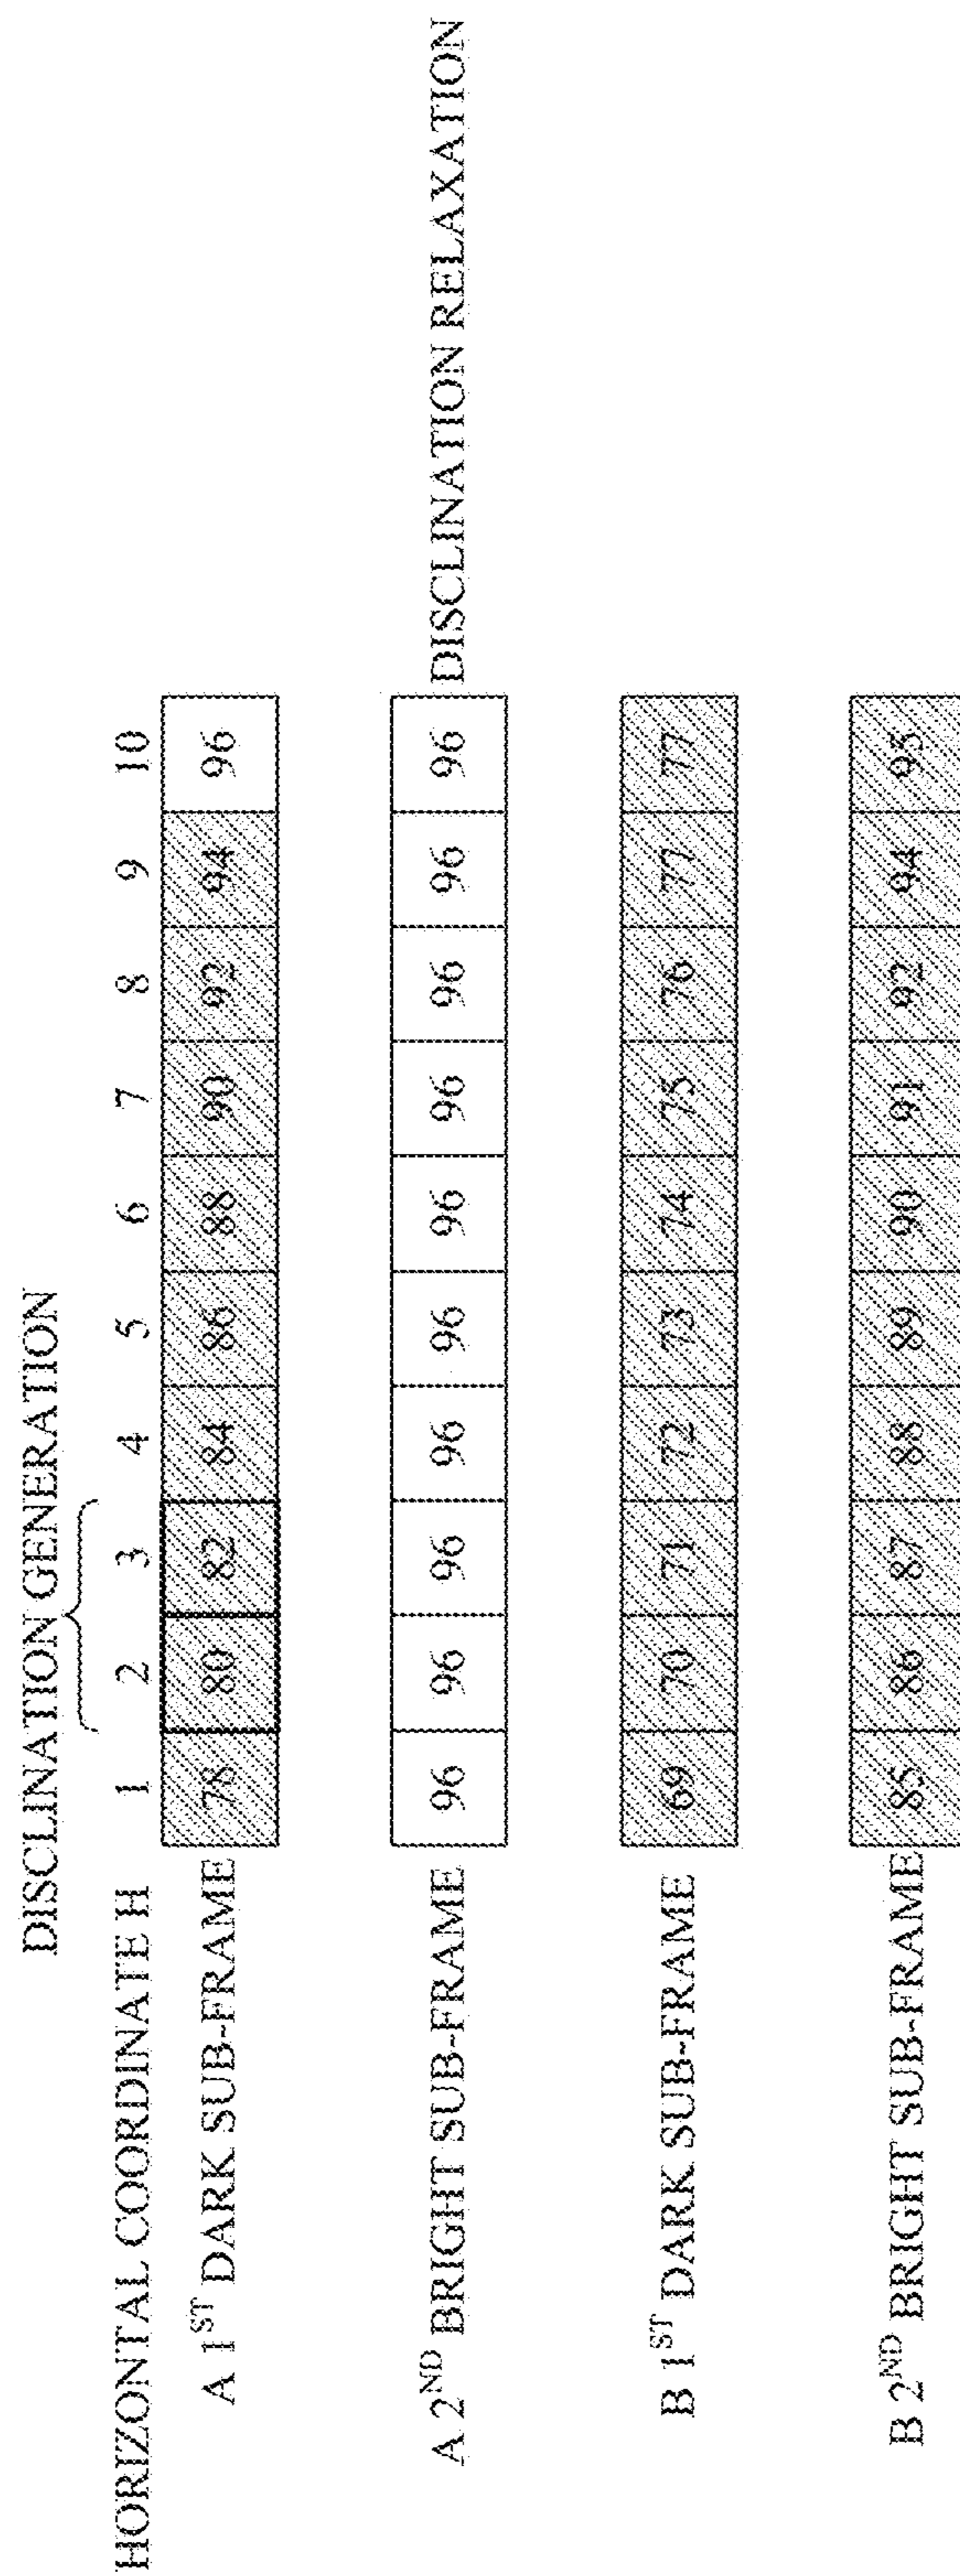 DISCLINATION GENERATION
HORIZONTAL COORDINATE H 1 2 3 4 5 6 7 8 9 10
A 1ST DARK SUB-FRAME 78 80 82 84 86 88 90 92 94 96
A 2ND BRIGHT SUB-FRAME 96 96 96 96 96 96 96 96 96 96 DISCLINATION RELAXATION
B 1ST DARK SUB-FRAME 69 70 71 72 73 74 75 76 77 77
B 2ND BRIGHT SUB-FRAME 85 86 87 88 89 90 91 92 94 95